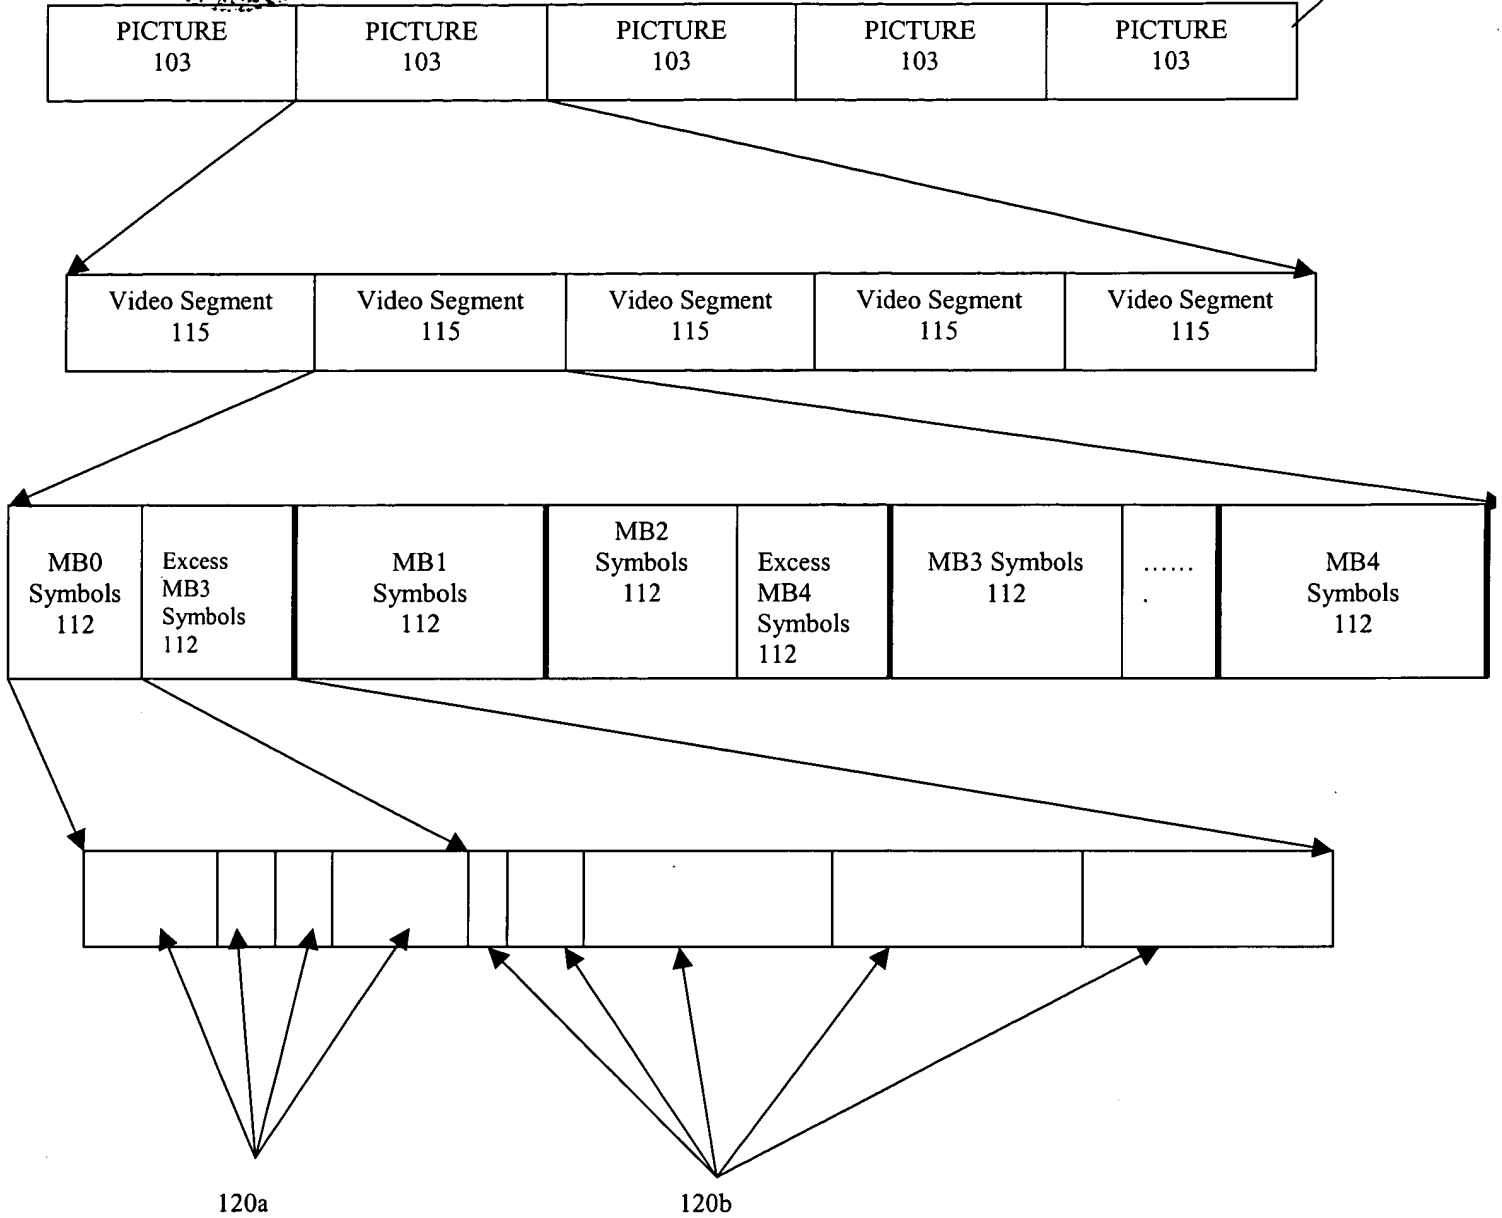 PICTURE
103
PICTURE
103
PICTURE
103
PICTURE
103
PICTURE
103
Video Segment
115
Video Segment
115
Video Segment
115
Video Segment
115
Video Segment
115
MB0
Symbols
112
Excess
MB3
Symbols
112
MB1
Symbols
112
MB2
Symbols
112
Excess
MB4
Symbols
112
MB3 Symbols
112
......
.
MB4
Symbols
112
120a
120b